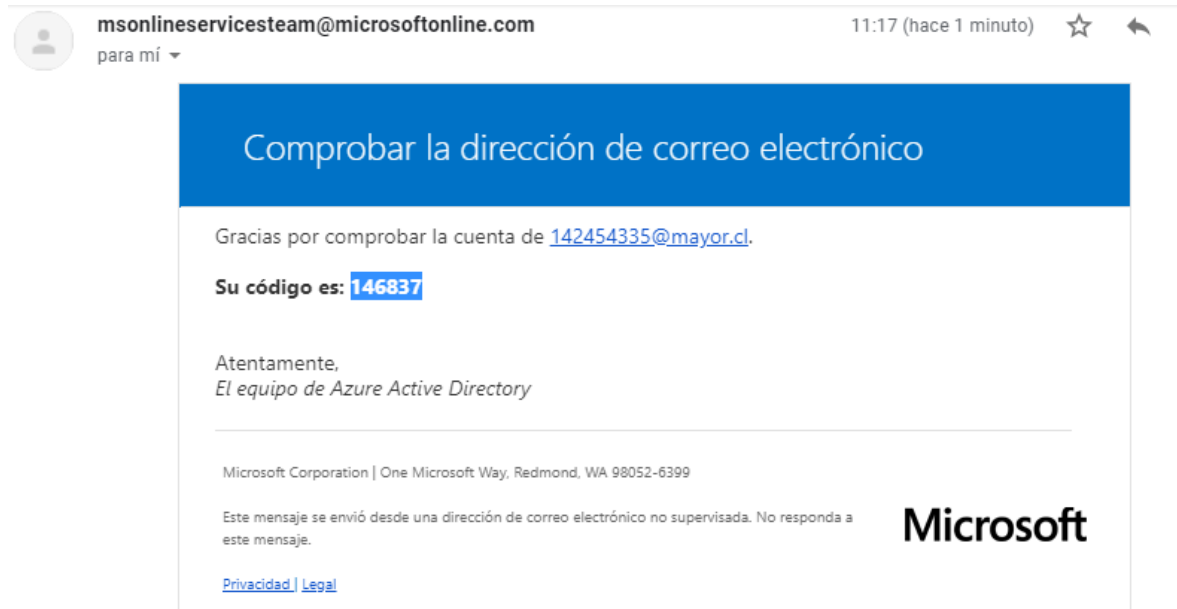 msonlineservicesteam@microsoftonline.com
11:17 (hace 1 minuto)
para mí
Comprobar la dirección de correo electrónico
Gracias por comprobar la cuenta de 142454335@mayor.cl.
Su código es: 146837
Atentamente,
El equipo de Azure Active Directory
Microsoft Corporation | One Microsoft Way, Redmond, WA 98052-6399
Este mensaje se envió desde una dirección de correo electrónico no supervisada. No responda a
este mensaje.
Microsoft
Privacidad | Legal